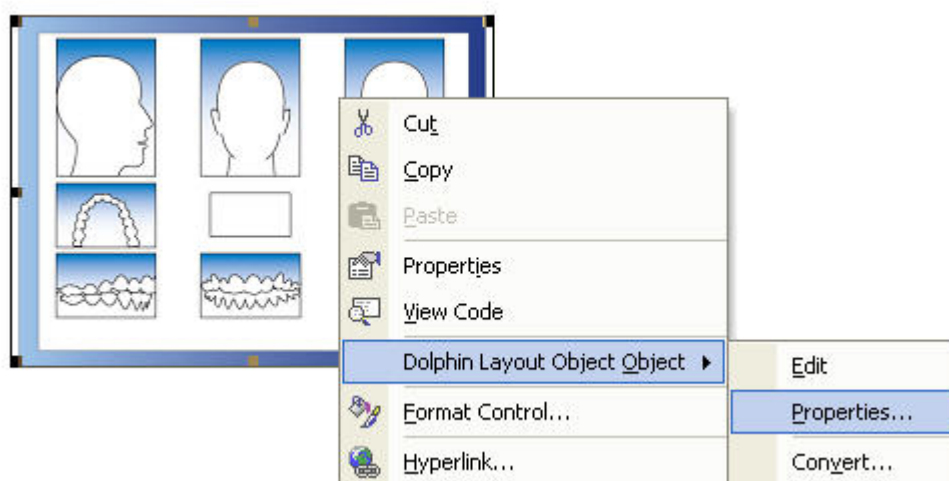 Cut
Copy
Paste
Properties
View Code
Dolphin Layout Object Object
Edit
Format Control...
Properties...
Hyperlink...
Convert...